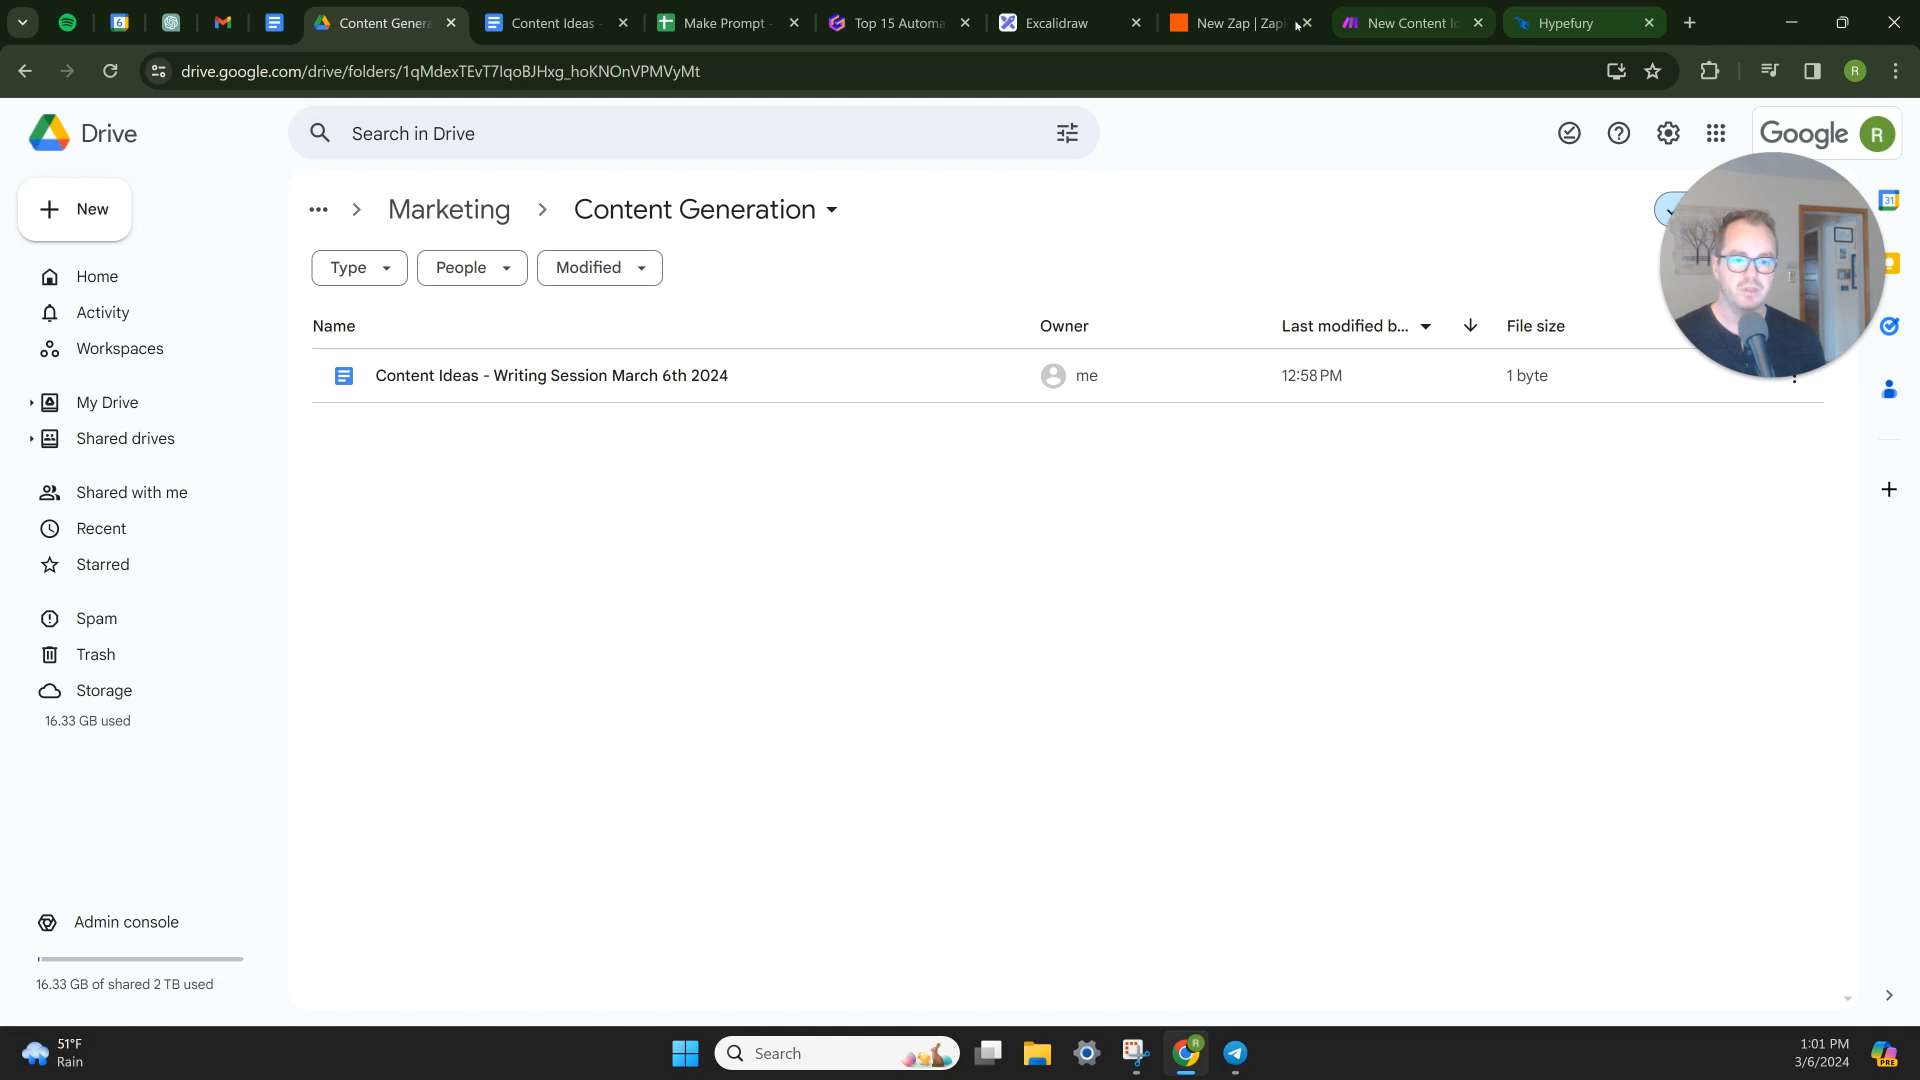 Content Genera
Content Ideas -
Make Prompt -
Top 15 Automa
Excalidraw
New Zap | Zapi
New Content Id
Hypefury
drive.google.com/drive/folders/1qMdexTEvT7IqoBJHxg_hoKNOnVPMVyMt
R
Drive
Search in Drive
Google
R
New
Marketing
Content Generation
31
Type
People
Modified
Home
Activity
Workspaces
Name
Owner
Last modified b...
File size
Content Ideas - Writing Session March 6th 2024
me
12:58 PM
1 byte
My Drive
Shared drives
Shared with me
Recent
Starred
Spam
Trash
Storage
16.33 GB used
Admin console
16.33 GB of shared 2 TB used
51°F
Rain
Search
R
1:01 PM
3/6/2024
PRE